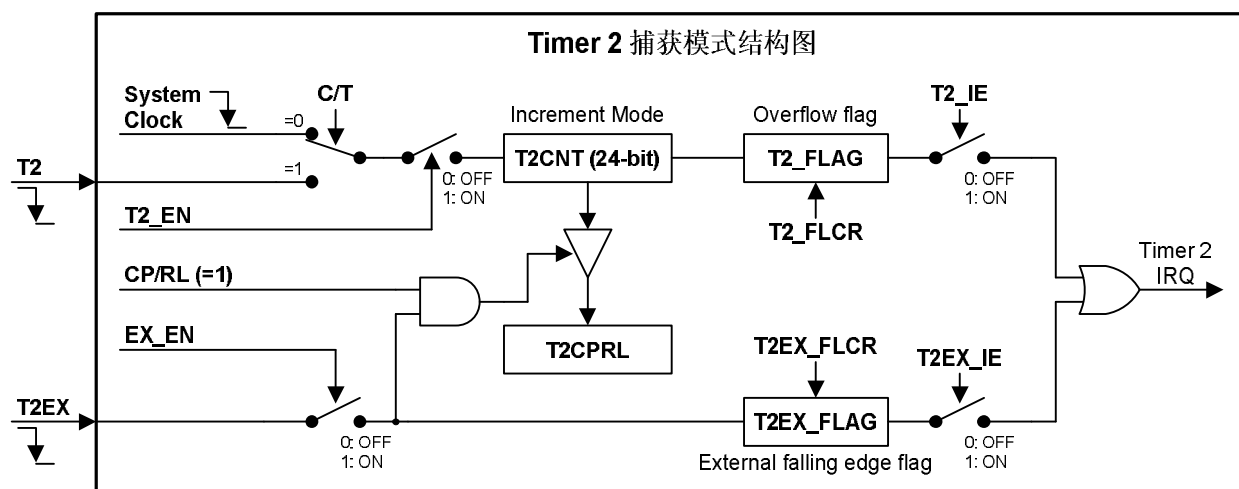 Timer 2 捕获模式结构图
System
Clock
C/T
=0
=1
T2
T2_EN
0: OFF
1: ON
Increment Mode
T2CNT (24-bit)
Overflow flag
T2_FLAG
T2_FLCR
T2_IE
0: OFF
1: ON
CP/RL (=1)
EX_EN
T2CPRL
Timer 2
IRQ
T2EX
0: OFF
1: ON
T2EX_FLCR
T2EX_FLAG
External falling edge flag
T2EX_IE
0: OFF
1: ON